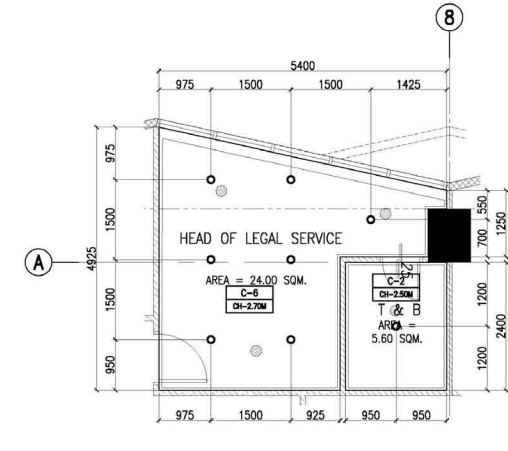 8
5400
975 1500 1500 1425
975
1500
4925
1500
950
550
1250
700
1200
2400
1200
A
HEAD OF LEGAL SERVICE
AREA = 24.00 SQM.
C-6
CH-2.70M
25
C-2
CH-2.50M
T & B
AREA =
5.60 SQM.
975 1500 925 950 950